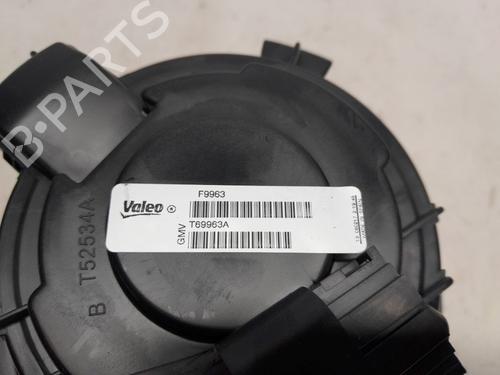 F9963
Valeo ®
GMV T69963A
B T52534A
B-PARTS